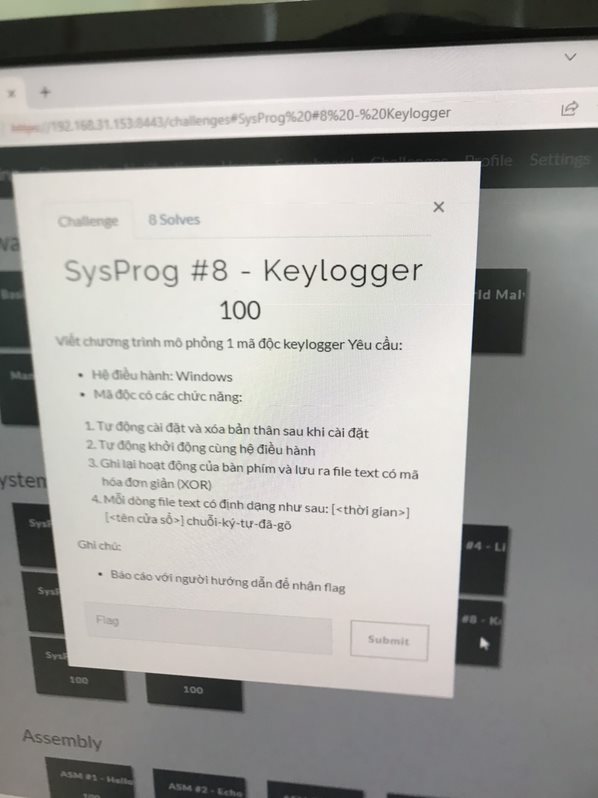 https://192.168.31.153:8443/challenges#SysProg%20#8%20-%20Keylogger
Profile Settings
Challenge
8 Solves
SysProg #8 - Keylogger
100
Viết chương trình mô phỏng 1 mã độc keylogger Yêu cầu:
Hệ điều hành: Windows
Mã độc có các chức năng:
1. Tự động cài đặt và xóa bản thân sau khi cài đặt
2. Tự động khởi động cùng hệ điều hành
3. Ghi lại hoạt động của bàn phím và lưu ra file text có mã
hóa đơn giản (XOR)
4. Mỗi dòng file text có định dạng như sau: [<thời gian>]
[<tên cửa sổ>] chuỗi-ký-tự-đã-gõ
Ghi chú:
Báo cáo với người hướng dẫn để nhận flag
Flag
Submit
#4 - Li
#8 - K
100
100
Assembly
ASM #1 - Hello
ASM #2 - Echo